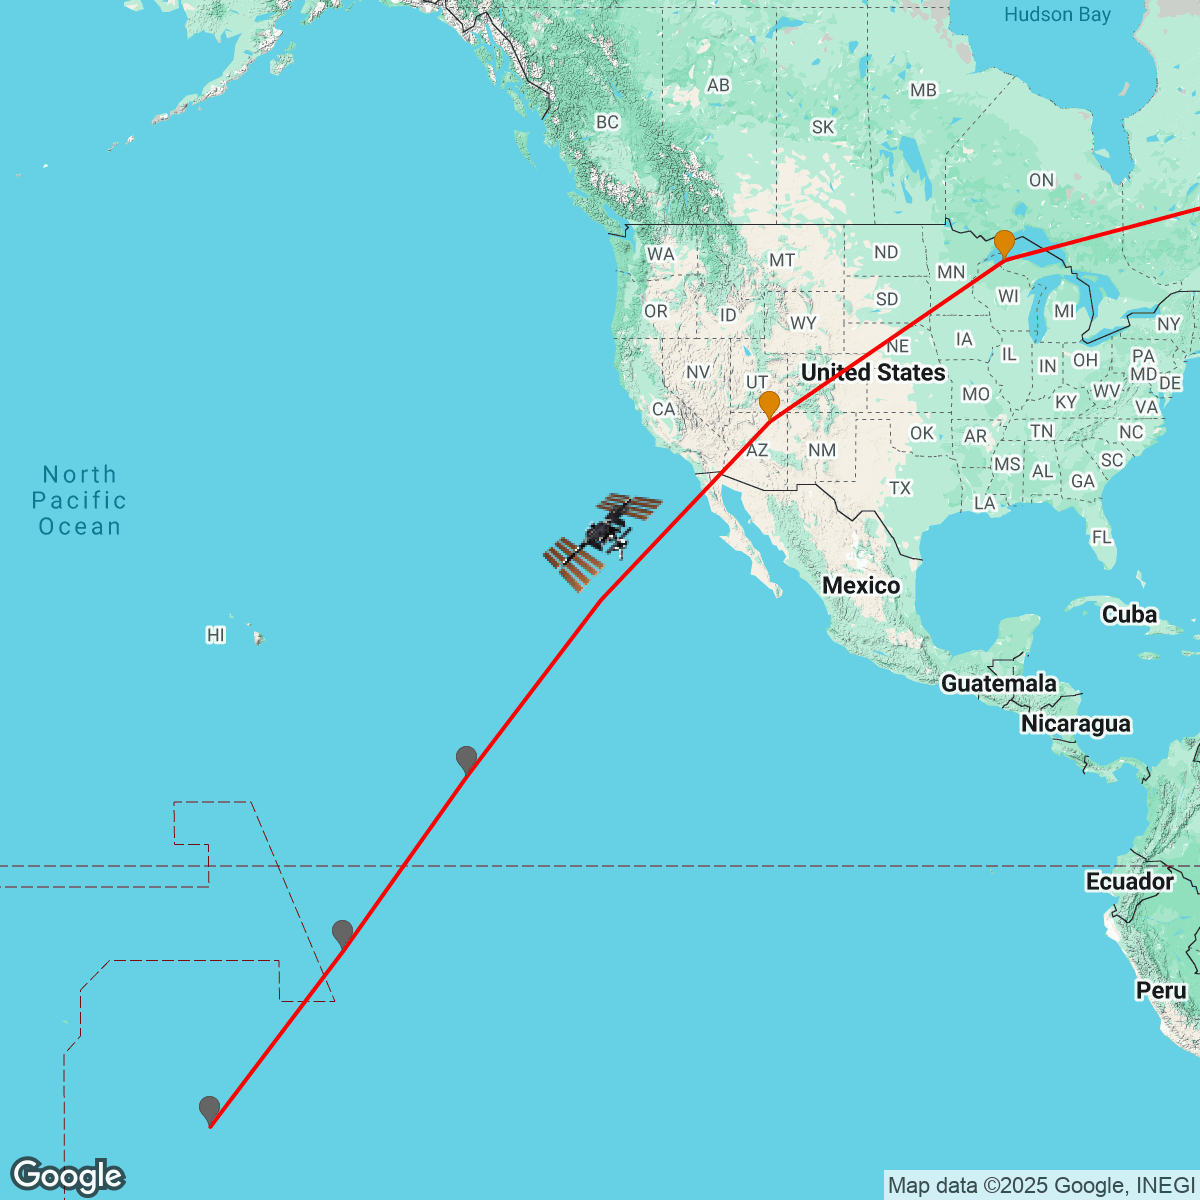 Hudson Bay
AB
MB
BC
SK
ON
WA
MT
ND
MN
OR
ID
SD
WI
MI
WY
NY
NE
IA
IL
IN
OH
PA
NV
UT
United States
MD
DE
CA
MO
KY
WV
VA
AZ
NM
OK
AR
TN
NC
SC
MS
AL
GA
TX
LA
FL
North
Pacific
Ocean
Mexico
Cuba
HI
Guatemala
Nicaragua
Ecuador
Peru
Google
Map data ©2025 Google, INEGI